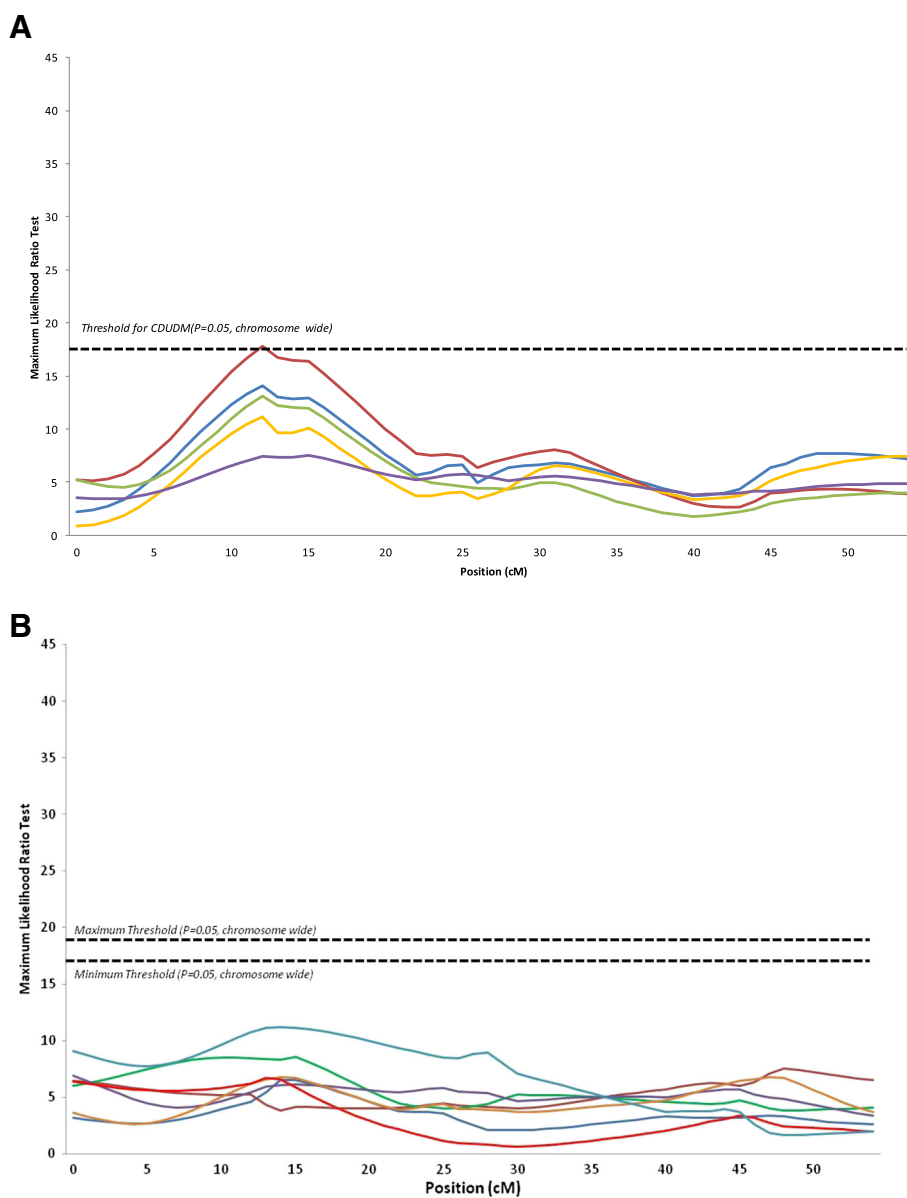 A
45
40
35
30
25
20
15
10
5
0
Maximum Likelihood Ratio Test
Threshold for CDUDM(P=0.05, chromosome wide)
0 5 10 15 20 25 30 35 40 45 50
Position (cM)
B
45
40
35
30
25
20
15
10
5
0
Maximum Likelihood Ratio Test
Maximum Threshold (P=0.05, chromosome wide)
Minimum Threshold (P=0.05, chromosome wide)
0 5 10 15 20 25 30 35 40 45 50
Position (cM)